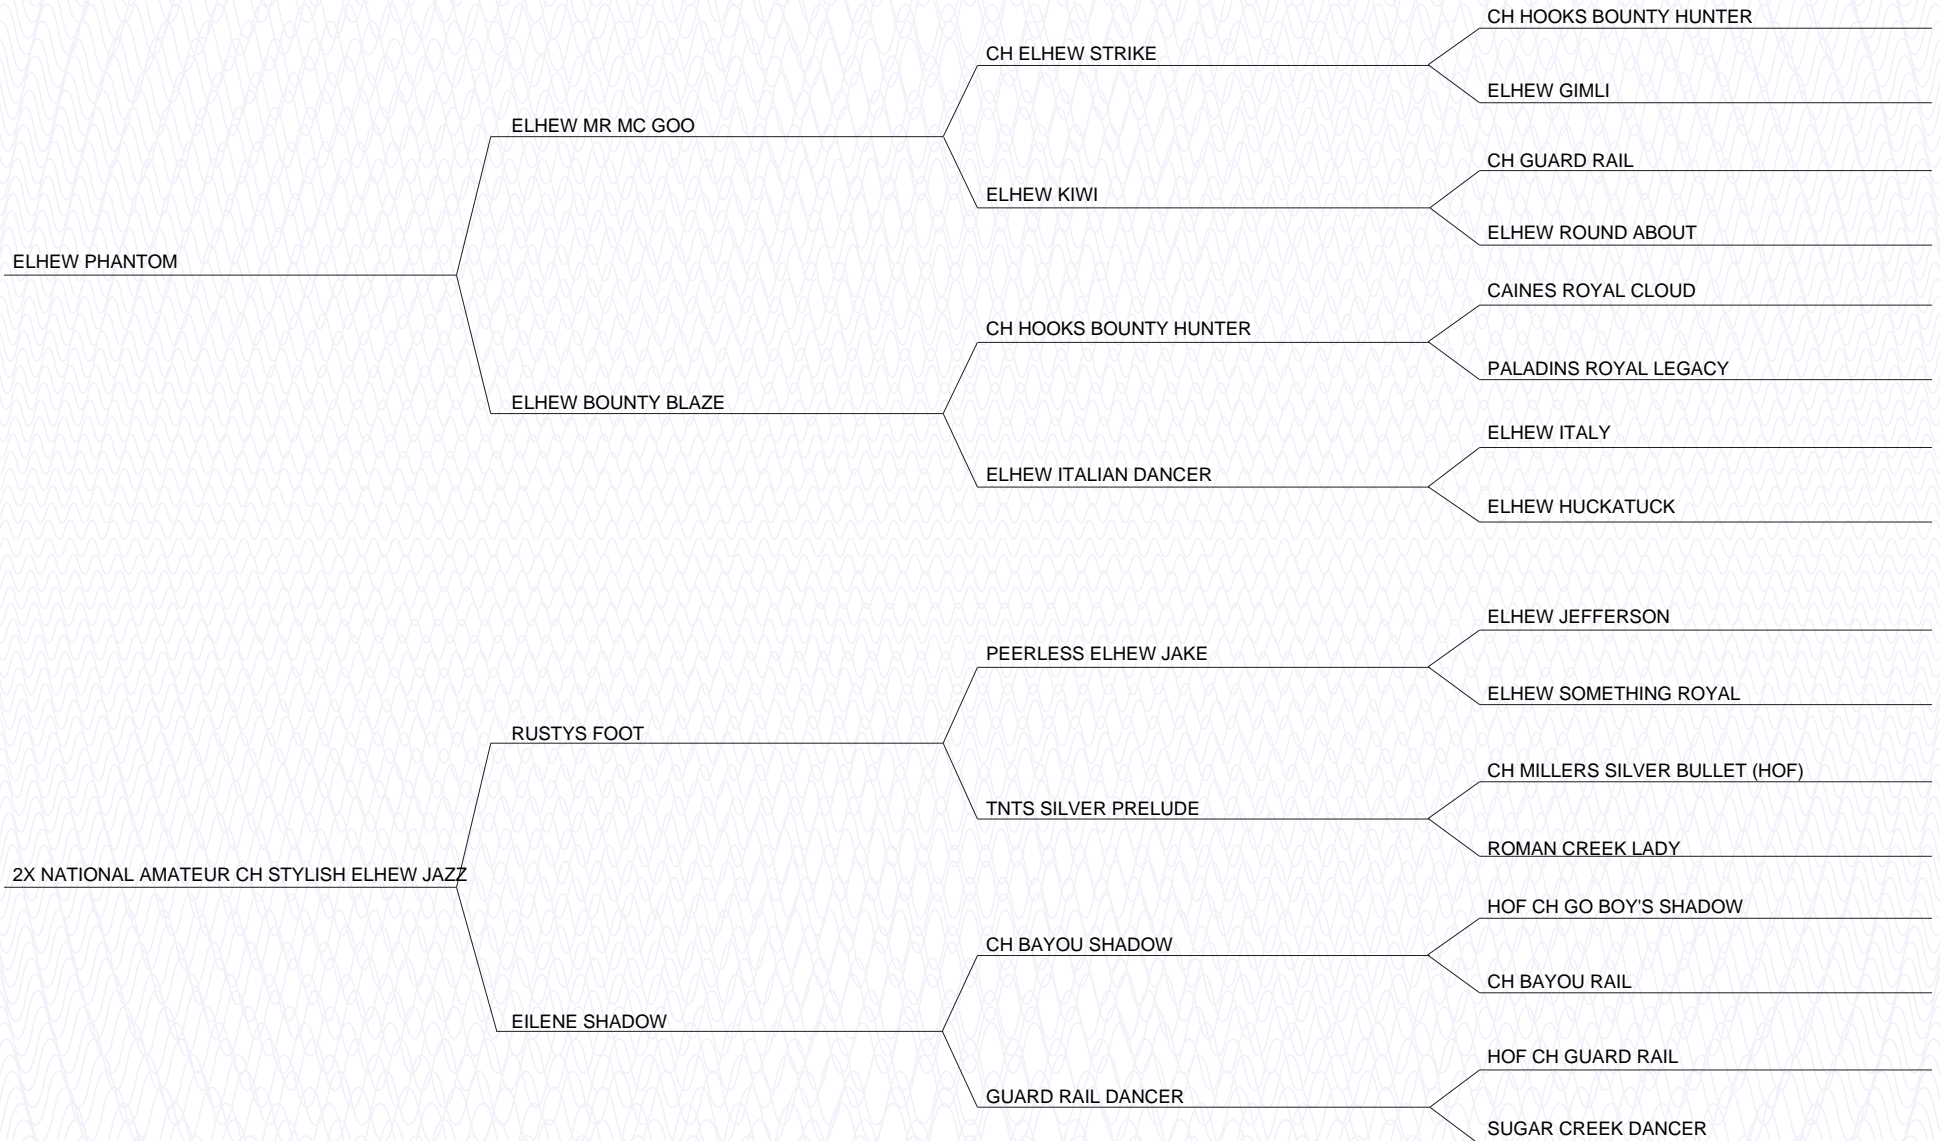 CH HOOKS BOUNTY HUNTER
CH ELHEW STRIKE
ELHEW GIMLI
ELHEW MR MC GOO
CH GUARD RAIL
ELHEW KIWI
ELHEW ROUND ABOUT
ELHEW PHANTOM
CAINES ROYAL CLOUD
CH HOOKS BOUNTY HUNTER
PALADINS ROYAL LEGACY
ELHEW BOUNTY BLAZE
ELHEW ITALY
ELHEW ITALIAN DANCER
ELHEW HUCKATUCK
ELHEW JEFFERSON
PEERLESS ELHEW JAKE
ELHEW SOMETHING ROYAL
RUSTYS FOOT
CH MILLERS SILVER BULLET (HOF)
TNTS SILVER PRELUDE
ROMAN CREEK LADY
2X NATIONAL AMATEUR CH STYLISH ELHEW JAZZ
HOF CH GO BOY'S SHADOW
CH BAYOU SHADOW
CH BAYOU RAIL
EILENE SHADOW
HOF CH GUARD RAIL
GUARD RAIL DANCER
SUGAR CREEK DANCER